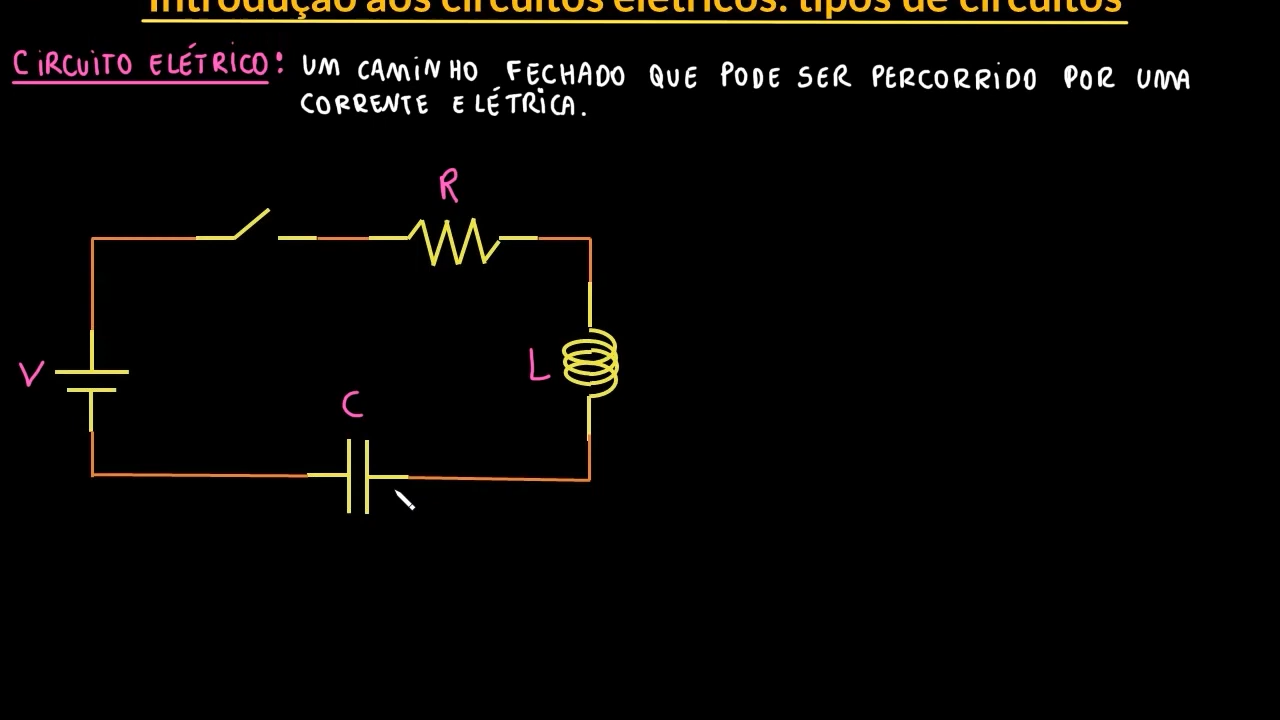 Introdução aos circuitos elétricos: tipos de circuitos
CIRCUITO ELÉTRICO: UM CAMINHO FECHADO QUE PODE SER PERCORRIDO POR UMA
CORRENTE ELÉTRICA.
R
V
L
C